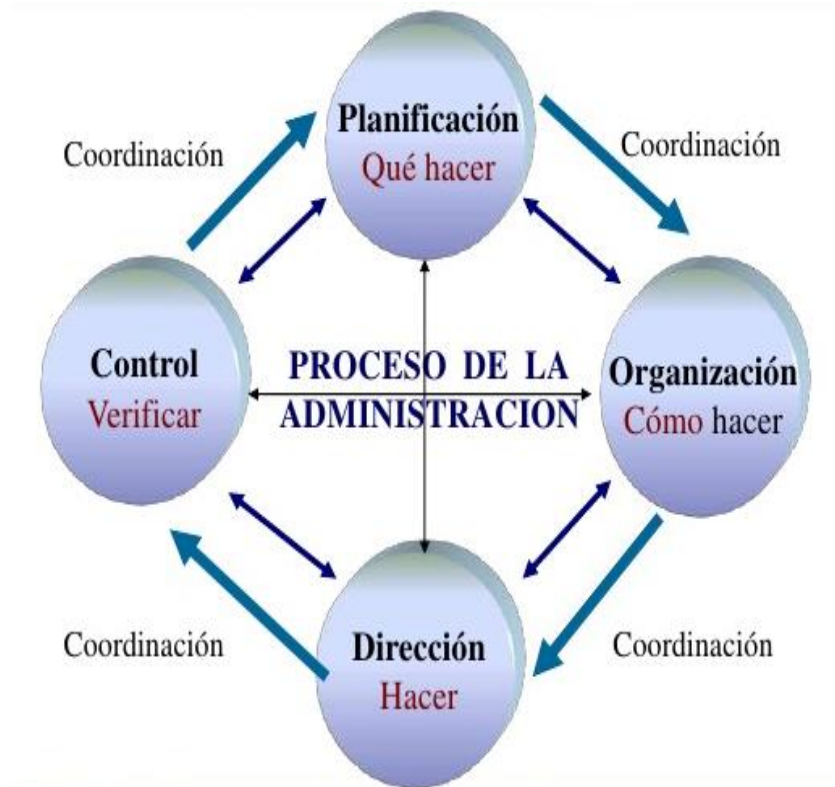 Planificación
Qué hacer
Coordinación
Coordinación
Control
Verificar
PROCESO DE LA
ADMINISTRACION
Organización
Cómo hacer
Coordinación
Dirección
Hacer
Coordinación